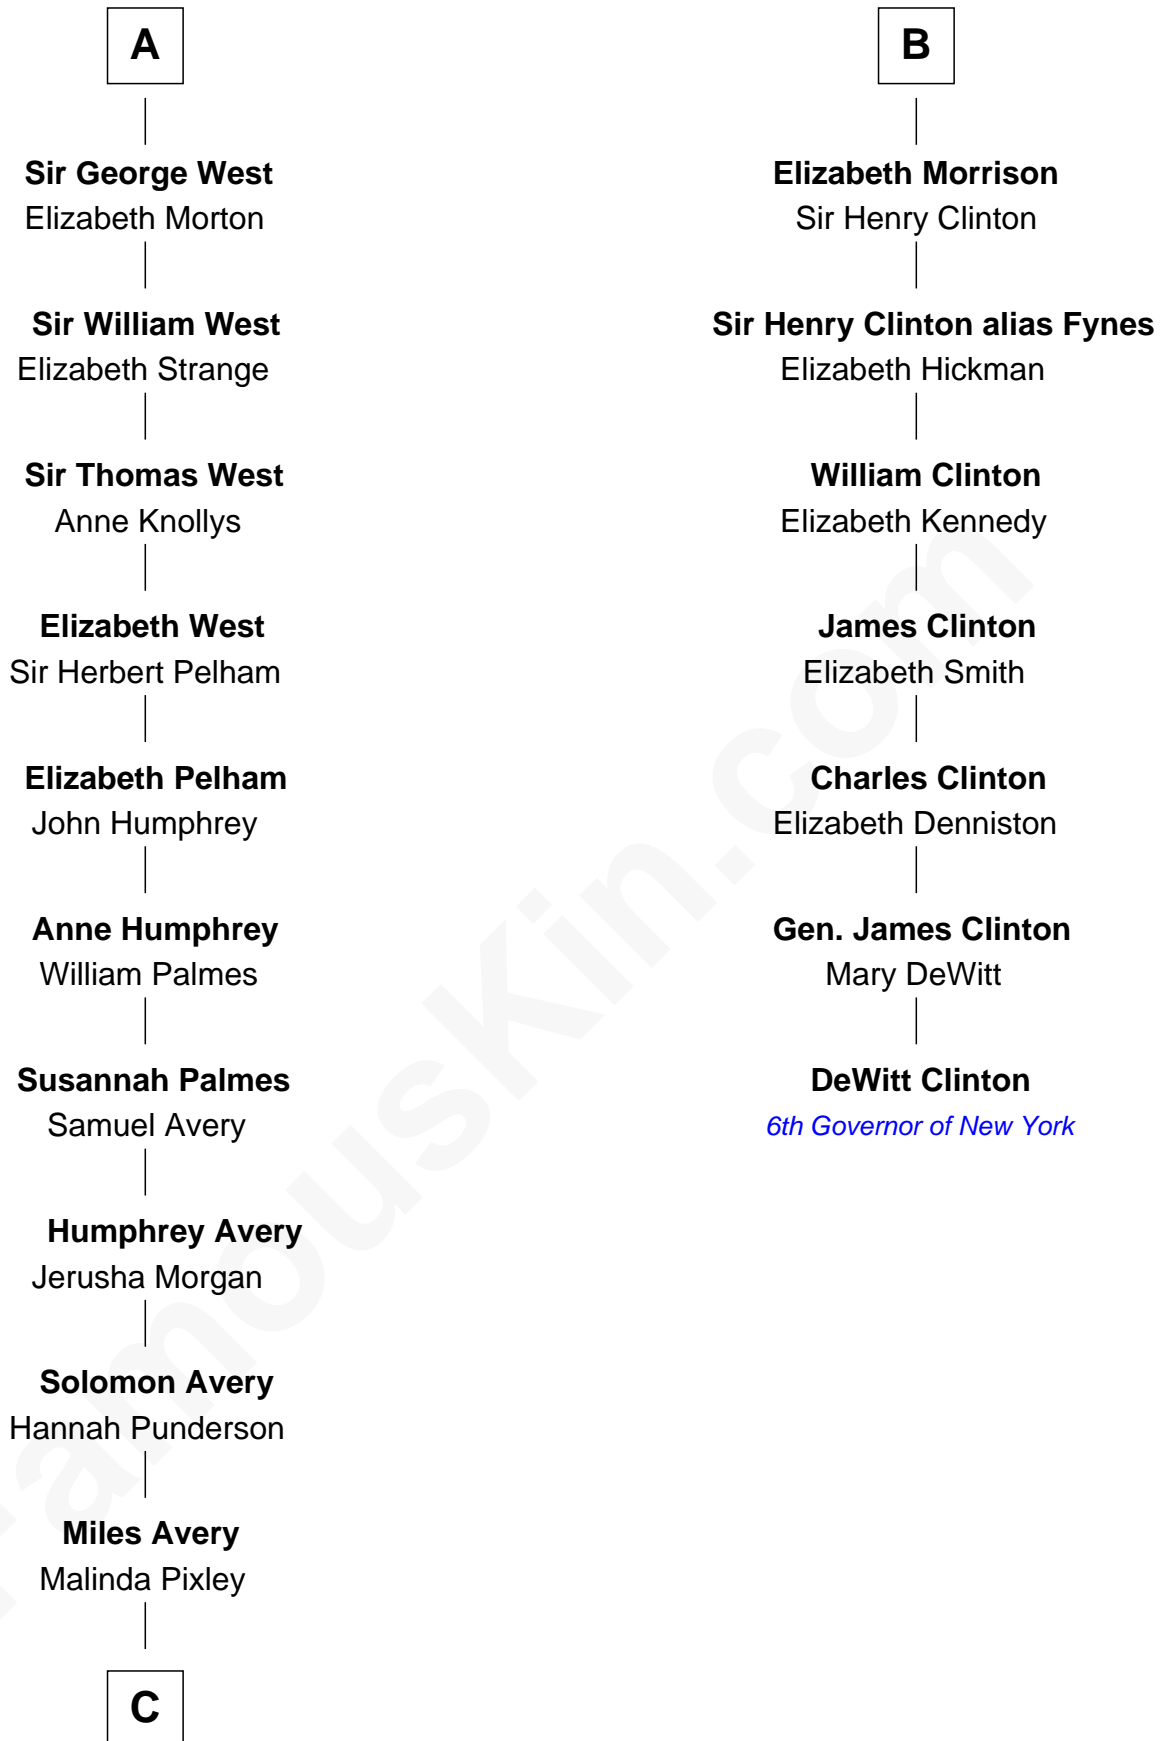 A
Sir George West
Elizabeth Morton
Sir William West
Elizabeth Strange
Sir Thomas West
Anne Knollys
Elizabeth West
Sir Herbert Pelham
Elizabeth Pelham
John Humphrey
Anne Humphrey
William Palmes
Susannah Palmes
Samuel Avery
Humphrey Avery
Jerusha Morgan
Solomon Avery
Hannah Punderson
Miles Avery
Malinda Pixley
C
B
Elizabeth Morrison
Sir Henry Clinton
Sir Henry Clinton alias Fynes
Elizabeth Hickman
William Clinton
Elizabeth Kennedy
James Clinton
Elizabeth Smith
Charles Clinton
Elizabeth Denniston
Gen. James Clinton
Mary DeWitt
DeWitt Clinton
6th Governor of New York
FamousKin.com